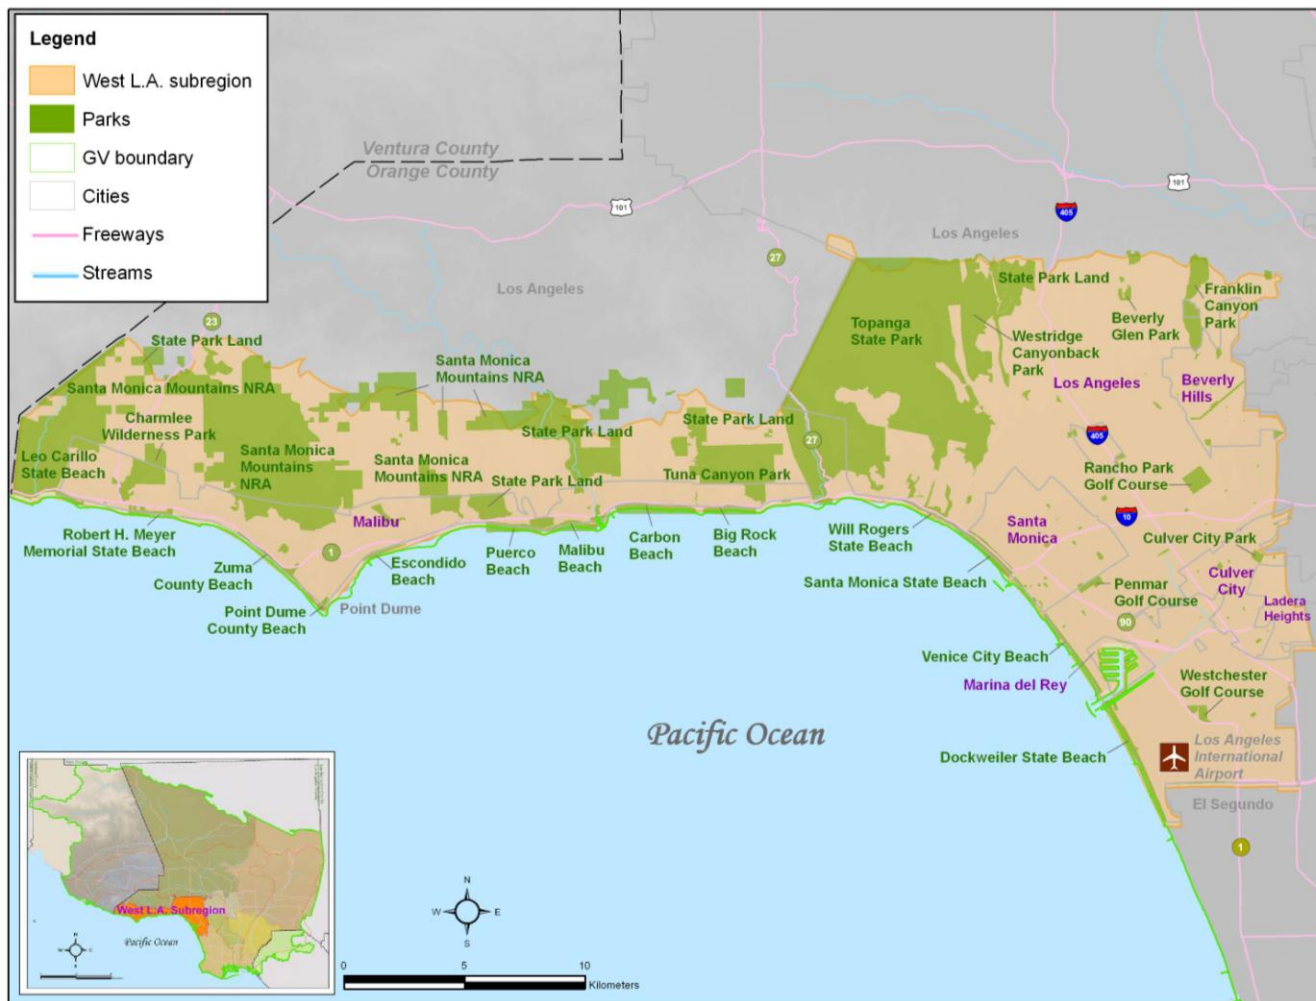 Legend
West L.A. subregion
Parks
GV boundary
Cities
Freeways
Streams
Ventura County
Orange County
101
101
405
Los Angeles
27
Los Angeles
23
State Park Land
Franklin
Canyon
Park
Beverly
Glen Park
Topanga
State Park
Westridge
Canyonback
Park
Los Angeles
Beverly
Hills
State Park Land
Santa Monica
Mountains NRA
Santa Monica Mountains NRA
Charmlee
Wilderness Park
State Park Land
State Park Land
405
27
Leo Carillo
State Beach
Santa Monica
Mountains
NRA
Santa Monica
Mountains NRA
State Park Land
Tuna Canyon Park
Rancho Park
Golf Course
10
Malibu
1
Robert H. Meyer
Memorial State Beach
Zuma
County Beach
Escondido
Beach
Puerco
Beach
Malibu
Beach
Carbon
Beach
Big Rock
Beach
Will Rogers
State Beach
Santa
Monica
Culver City Park
Culver
City
Santa Monica State Beach
Penmar
Golf Course
Ladera
Heights
Point Dume
County Beach
Point Dume
90
Venice City Beach
Marina del Rey
Westchester
Golf Course
Pacific Ocean
Dockweiler State Beach
Los Angeles
International
Airport
El Segundo
1
West L.A. Subregion
Pacific Ocean
N
W
E
S
0
5
10
Kilometers